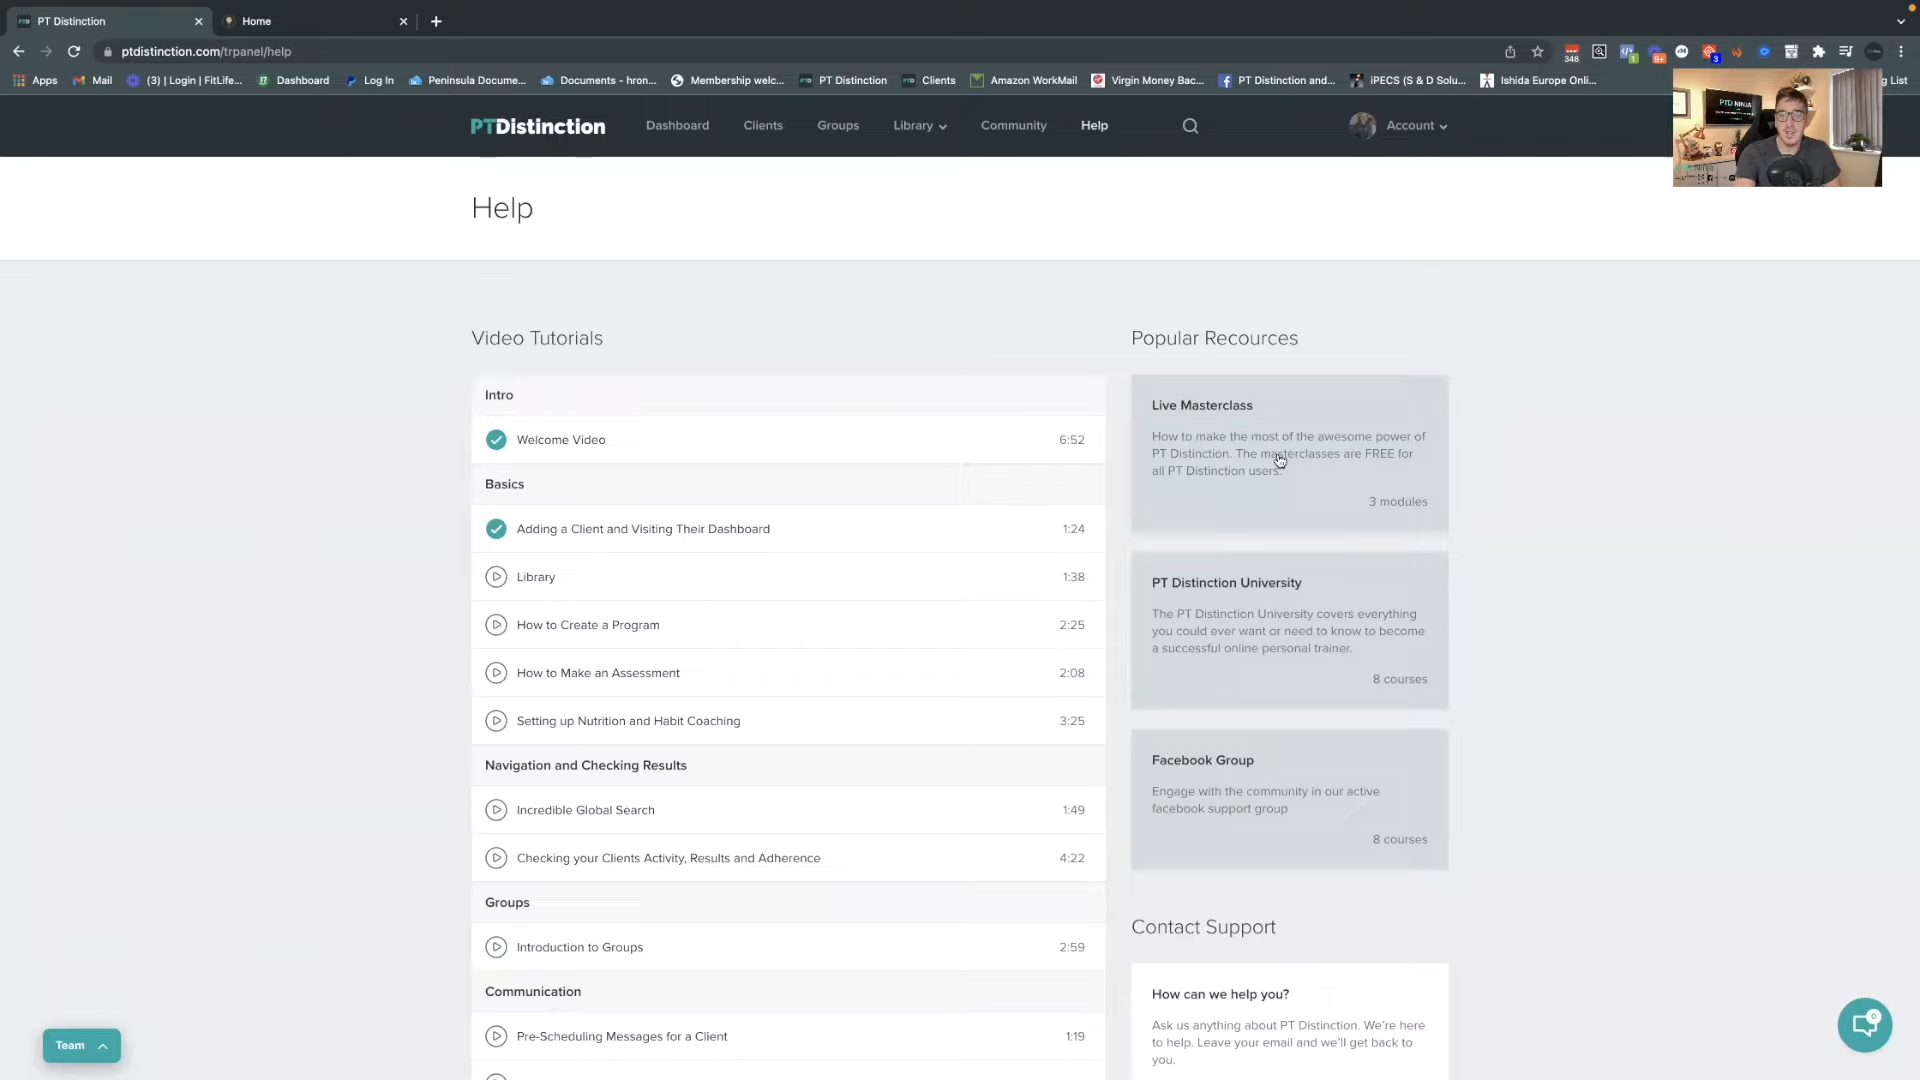 PT Distinction
Home
ptdistinction.com/trpanel/help
348
1
9+
3
Apps
Mail
(3) | Login | FitLife...
Dashboard
Log In
Peninsula Docume...
Documents – hron...
Membership welc...
PT Distinction
Clients
Amazon WorkMail
Virgin Money Bac...
PT Distinction and...
iPECS (S & D Solu...
Ishida Europe Onli...
g List
PTDistinction
Dashboard
Clients
Groups
Library
Community
Help
Account
PTD NINJA
Help
Video Tutorials
Intro
Welcome Video 6:52
Basics
Adding a Client and Visiting Their Dashboard 1:24
Library 1:38
How to Create a Program 2:25
How to Make an Assessment 2:08
Setting up Nutrition and Habit Coaching 3:25
Navigation and Checking Results
Incredible Global Search 1:49
Checking your Clients Activity, Results and Adherence 4:22
Groups
Introduction to Groups 2:59
Communication
Pre-Scheduling Messages for a Client 1:19
Popular Recources
Live Masterclass
How to make the most of the awesome power of
PT Distinction. The masterclasses are FREE for
all PT Distinction users.
3 modules
PT Distinction University
The PT Distinction University covers everything
you could ever want or need to know to become
a successful online personal trainer.
8 courses
Facebook Group
Engage with the community in our active
facebook support group
8 courses
Contact Support
How can we help you?
Ask us anything about PT Distinction. We're here
to help. Leave your email and we'll get back to
you.
Team
0